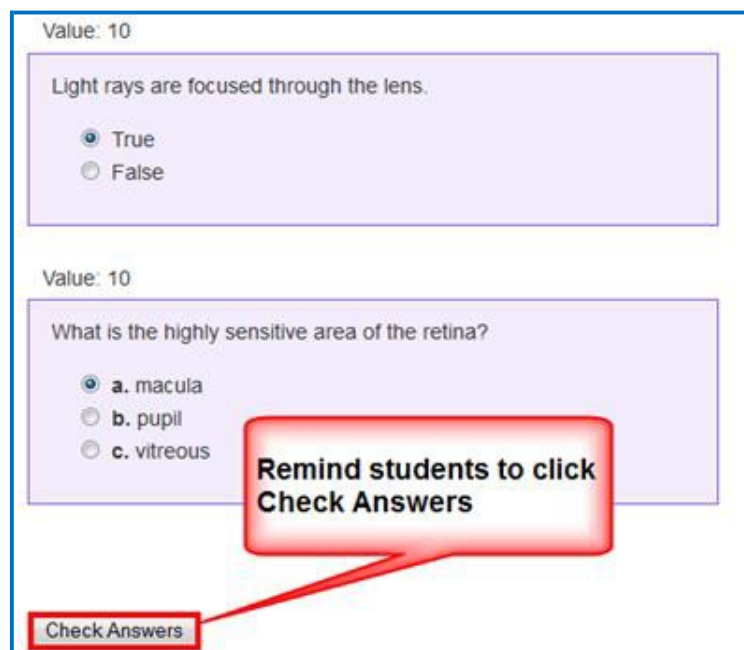 Value: 10
Light rays are focused through the lens.
True
False
Value: 10
What is the highly sensitive area of the retina?
a. macula
b. pupil
c. vitreous
Remind students to click
Check Answers
Check Answers